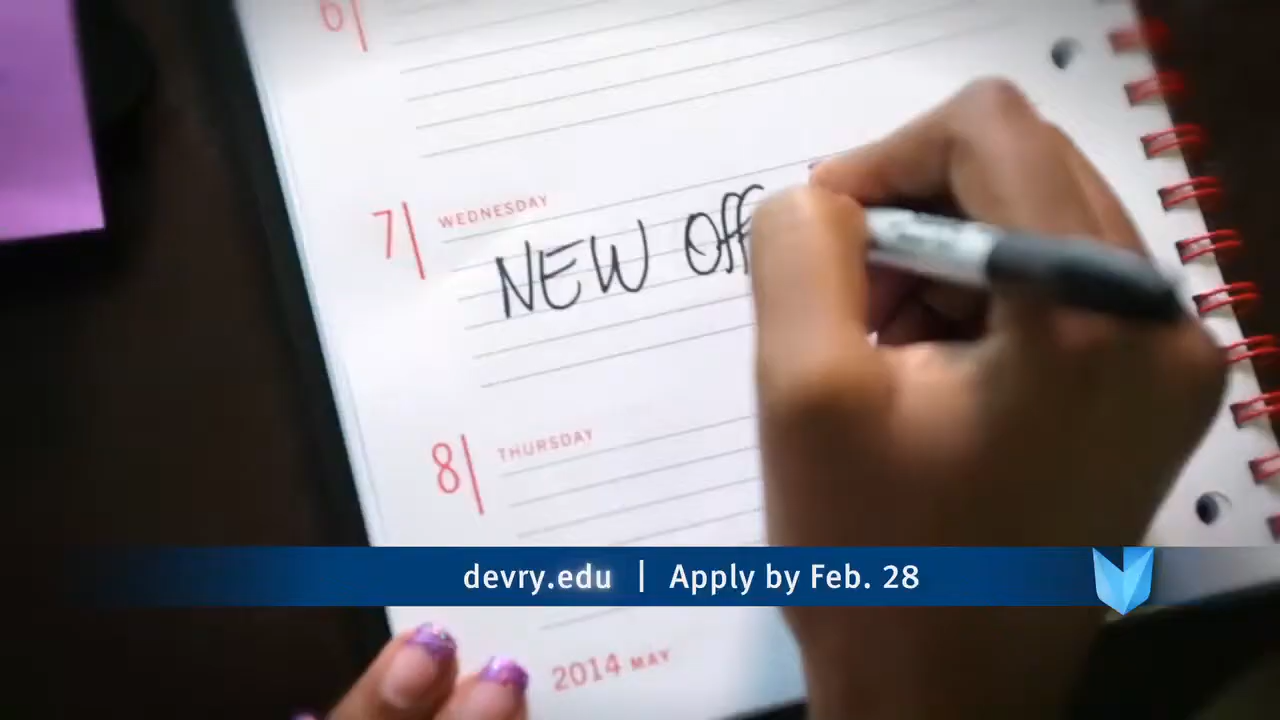 6
7 WEDNESDAY
NEW Off
8 THURSDAY
devry.edu | Apply by Feb. 28
2014 MAY